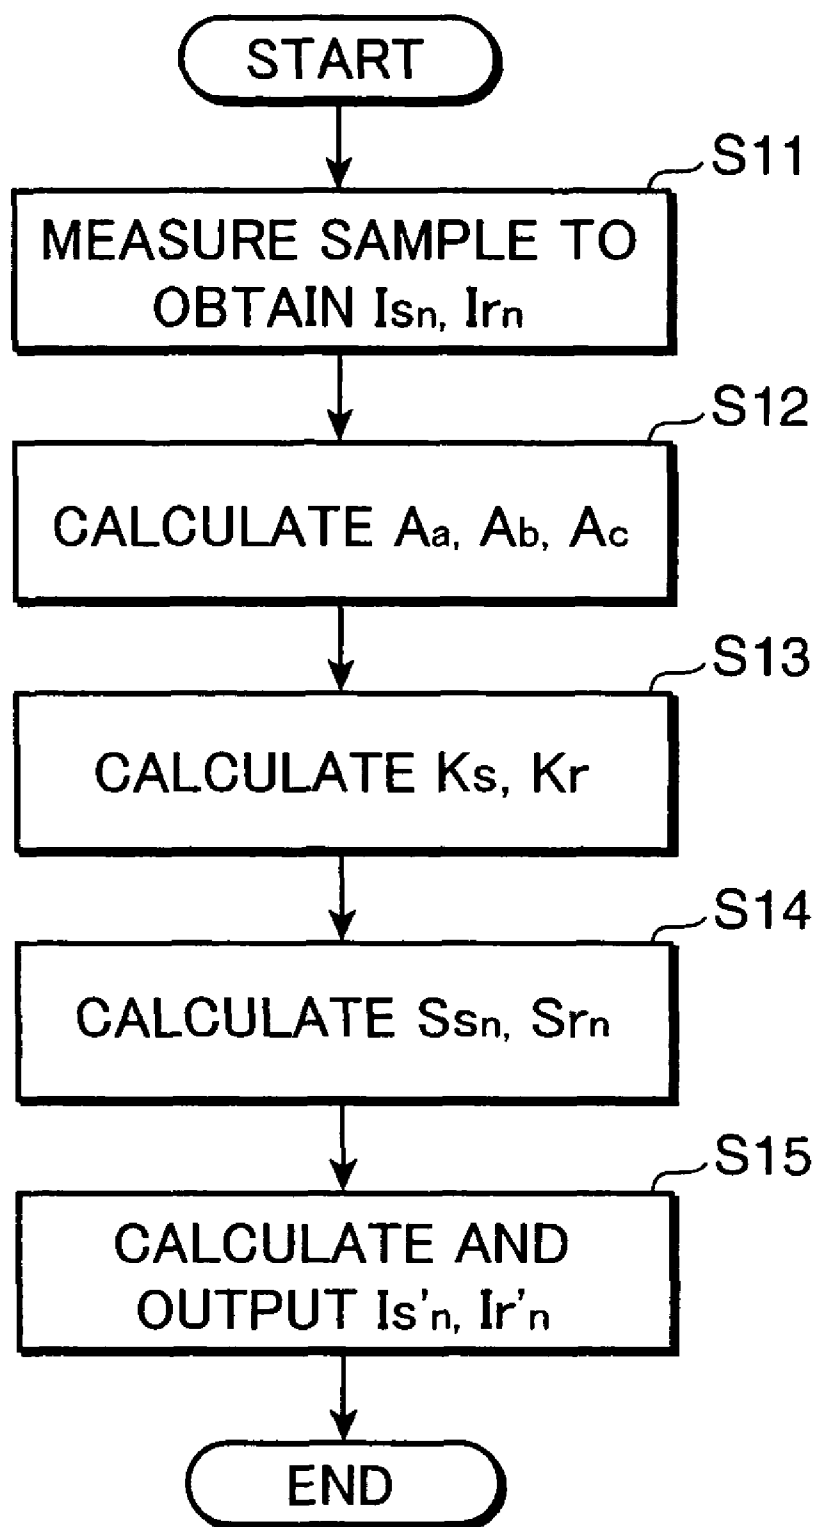 START
S11
MEASURE SAMPLE TO
OBTAIN Isn, Irn
S12
CALCULATE Aa, Ab, Ac
S13
CALCULATE Ks, Kr
S14
CALCULATE Ssn, Srn
S15
CALCULATE AND
OUTPUT Is'n, Ir'n
END